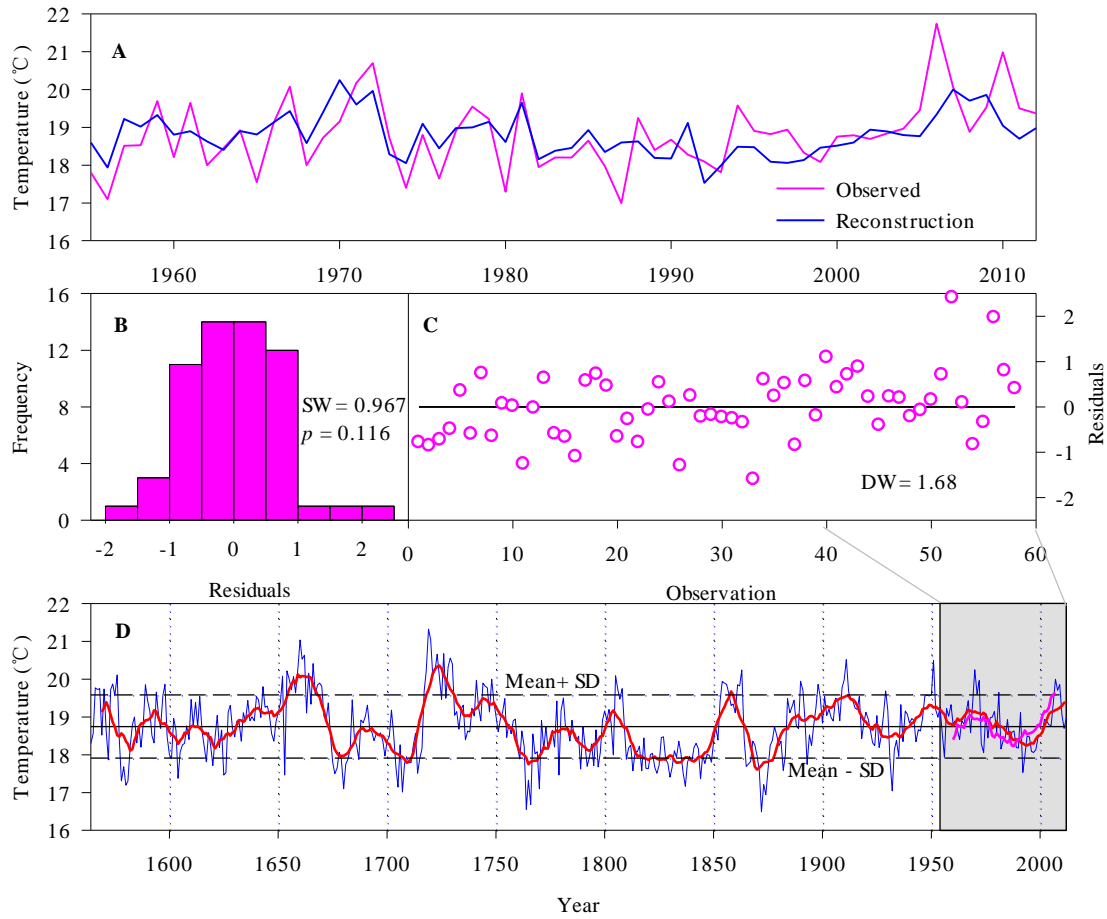 22
21
20
19
18
17
16
Temperature (℃)
A
Observed
Reconstruction
1960 1970 1980 1990 2000 2010
16
12
8
4
0
Frequency
B
SW = 0.967
p = 0.116
-2 -1 0 1 2
Residuals
C
DW = 1.68
2
1
0
-1
-2
Residuals
0 10 20 30 40 50 60
Observation
22
21
20
19
18
17
16
Temperature (℃)
D
Mean+ SD
Mean - SD
1600 1650 1700 1750 1800 1850 1900 1950 2000
Year